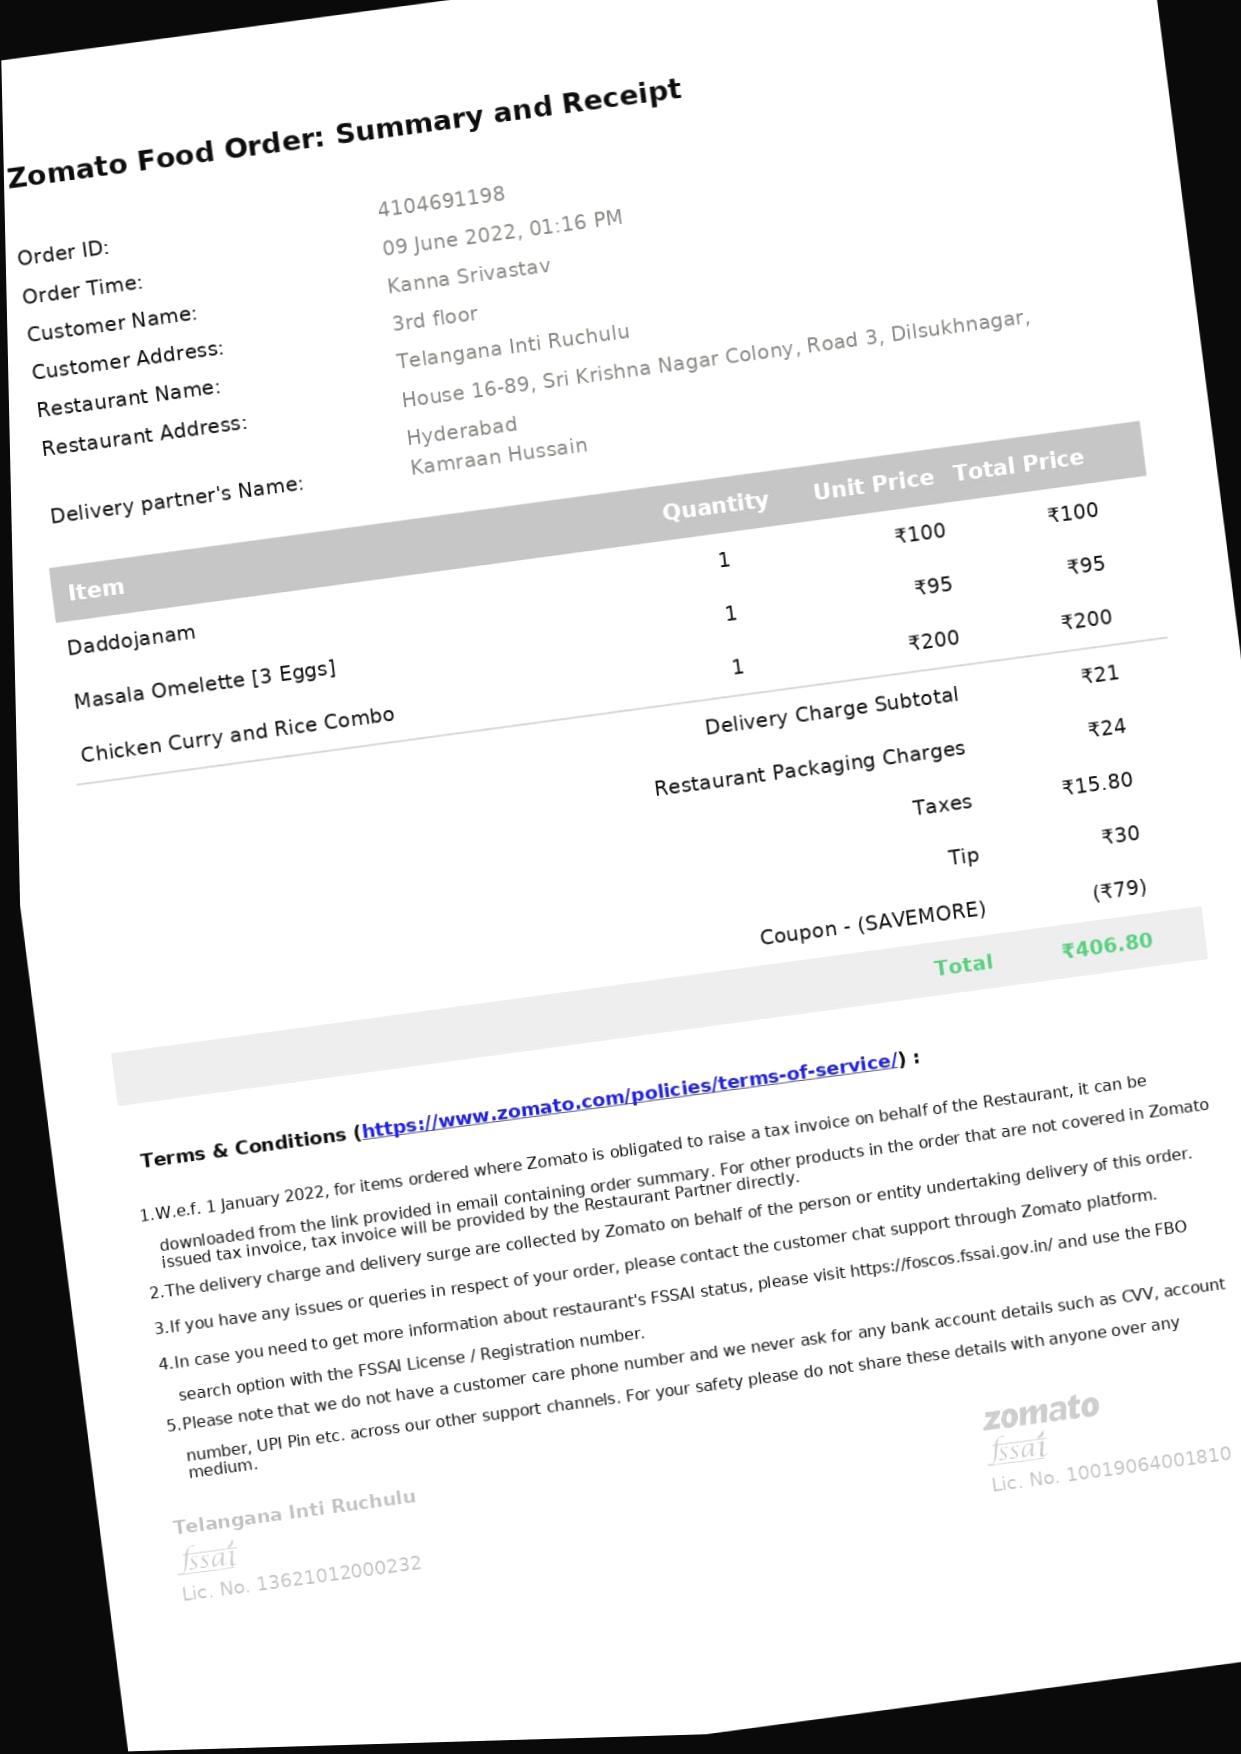 Zomato Food Order: Summary and Receipt
Order ID: 4104691198
Order Time: 09 June 2022, 01:16 PM
Customer Name: Kanna Srivastav
Customer Address: 3rd floor
Restaurant Name: Telangana Inti Ruchulu
Restaurant Address: House 16-89, Sri Krishna Nagar Colony, Road 3, Dilsukhnagar,
Hyderabad
Delivery partner's Name: Kamraan Hussain
Item Quantity Unit Price Total Price
Daddojanam 1 ₹100 ₹100
Masala Omelette [3 Eggs] 1 ₹95 ₹95
Chicken Curry and Rice Combo 1 ₹200 ₹200
Delivery Charge Subtotal ₹21
Restaurant Packaging Charges ₹24
Taxes ₹15.80
Tip ₹30
Coupon - (SAVEMORE) (₹79)
Total ₹406.80
Terms & Conditions (https://www.zomato.com/policies/terms-of-service/) :
1.W.e.f. 1 January 2022, for items ordered where Zomato is obligated to raise a tax invoice on behalf of the Restaurant, it can be
downloaded from the link provided in email containing order summary. For other products in the order that are not covered in Zomato
issued tax invoice, tax invoice will be provided by the Restaurant Partner directly.
2.The delivery charge and delivery surge are collected by Zomato on behalf of the person or entity undertaking delivery of this order.
3.If you have any issues or queries in respect of your order, please contact the customer chat support through Zomato platform.
4.In case you need to get more information about restaurant's FSSAI status, please visit https://foscos.fssai.gov.in/ and use the FBO
search option with the FSSAI License / Registration number.
5.Please note that we do not have a customer care phone number and we never ask for any bank account details such as CVV, account
number, UPI Pin etc. across our other support channels. For your safety please do not share these details with anyone over any
medium.
Telangana Inti Ruchulu
fssai
Lic. No. 13621012000232
zomato
fssai
Lic. No. 10019064001810